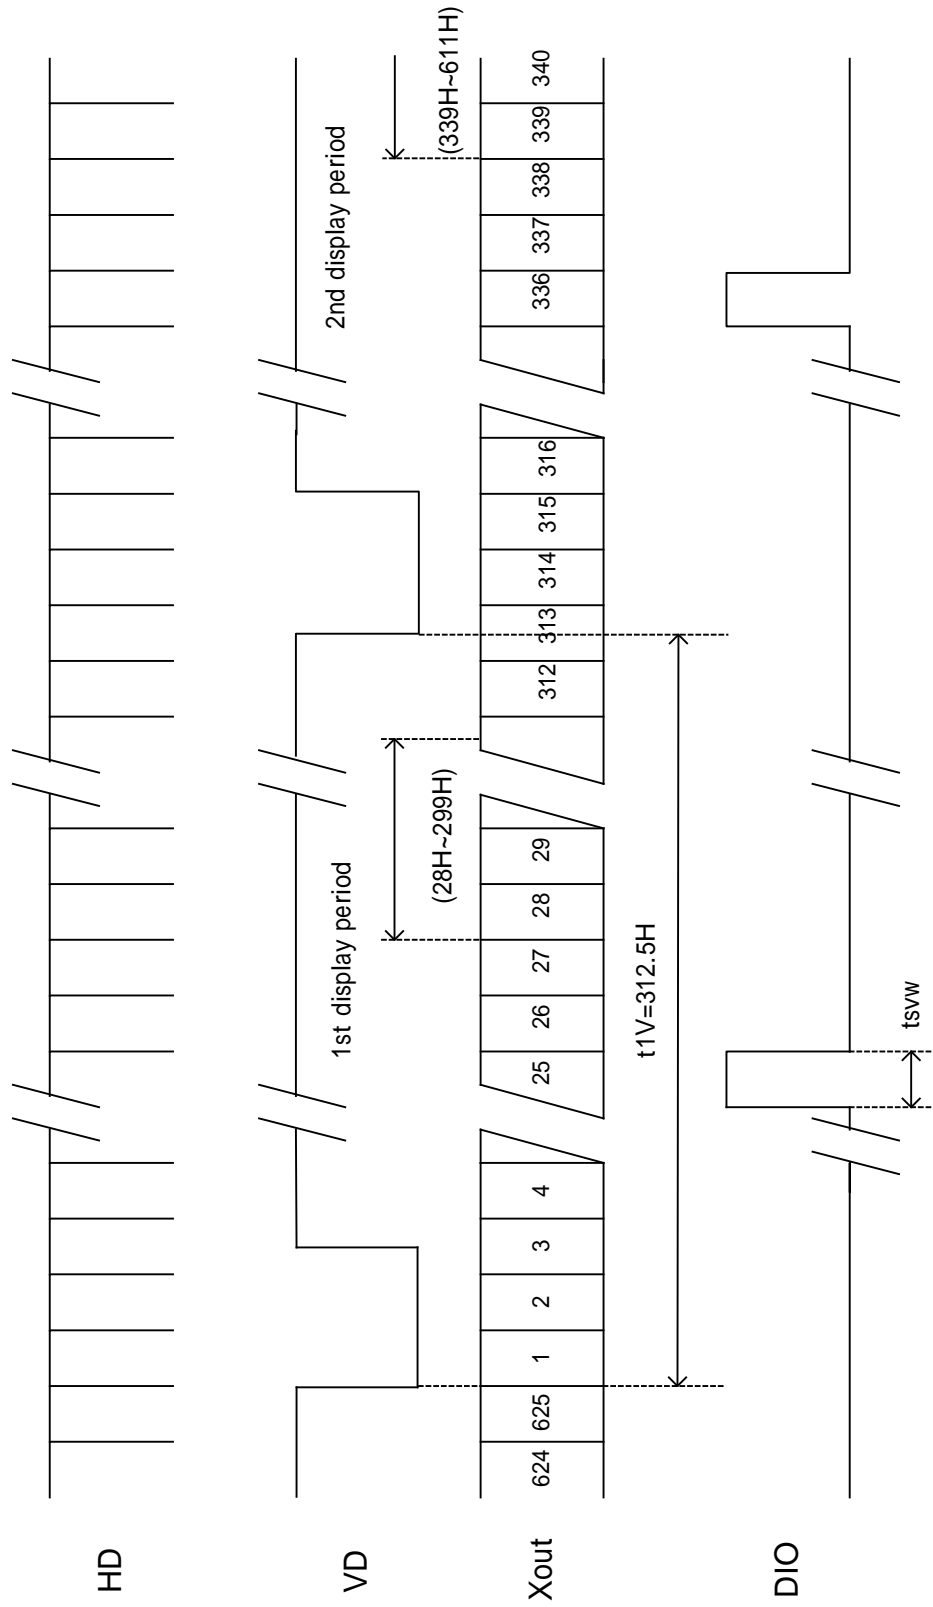 HD
VD
1st display period
2nd display period
(28H~299H)
(339H~611H)
Xout
624 625 1 2 3 4 25 26 27 28 29 312 313 314 315 316 336 337 338 339 340
t1V=312.5H
DIO
tsvw